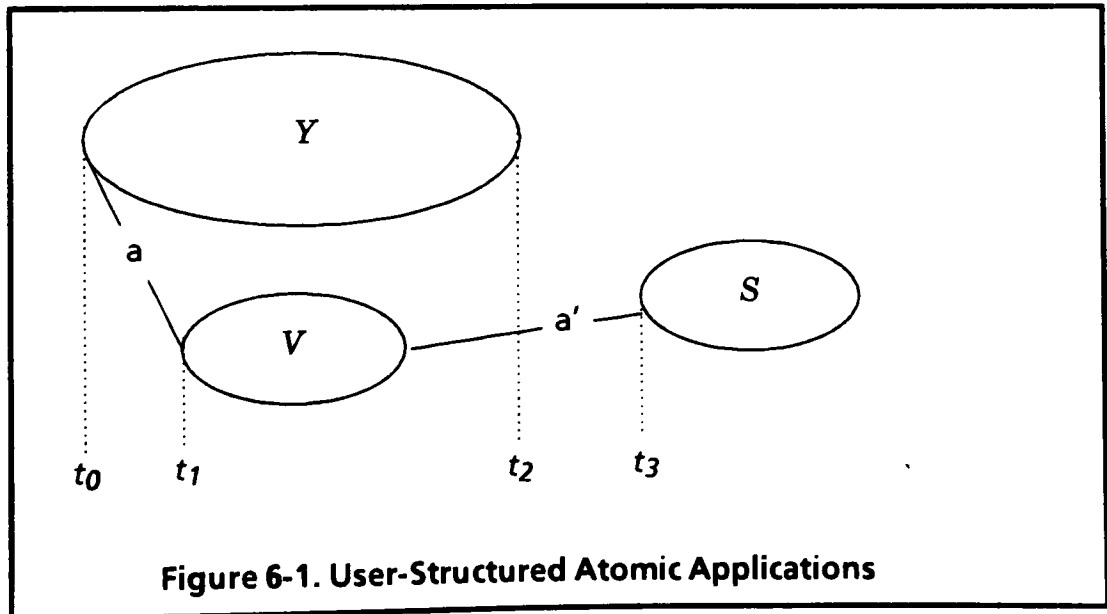 Y
a
S
V
a'
t0 t1 t2 t3
Figure 6-1. User-Structured Atomic Applications